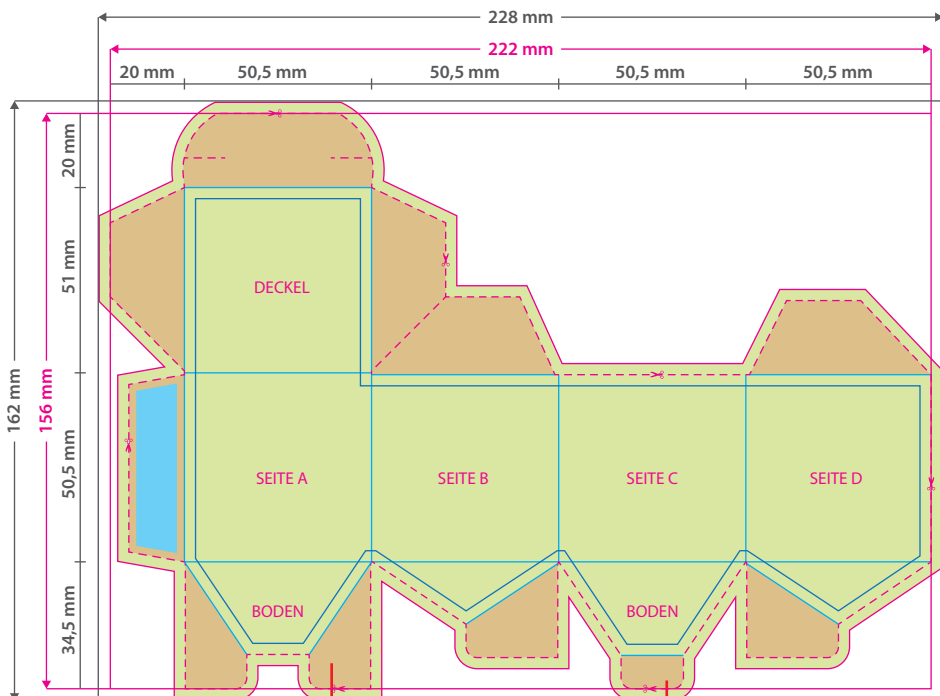 228 mm
222 mm
20 mm 50,5 mm 50,5 mm 50,5 mm 50,5 mm
162 mm
156 mm
20 mm
51 mm
50,5 mm
34,5 mm
DECKEL
SEITE A SEITE B SEITE C SEITE D
BODEN BODEN